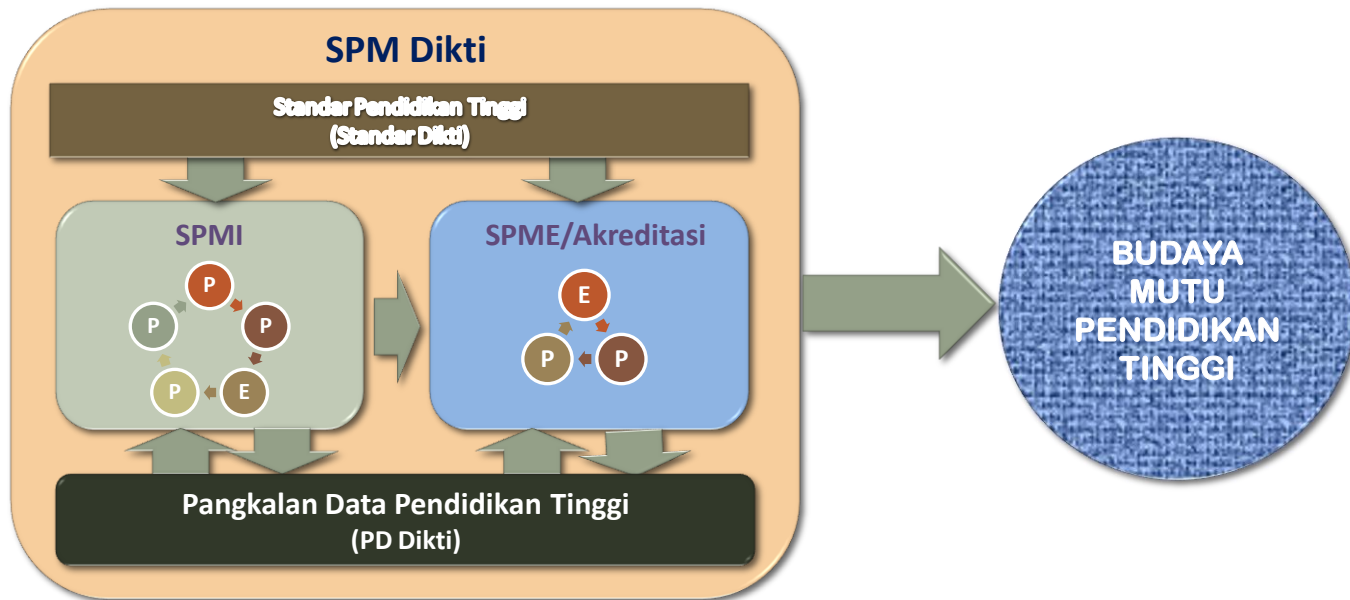 SPM Dikti
Standar Pendidikan Tinggi
(Standar Dikti)
SPMI
P
P
E
P
P
SPME/Akreditasi
E
P
P
Pangkalan Data Pendidikan Tinggi
(PD Dikti)
BUDAYA
MUTU
PENDIDIKAN
TINGGI